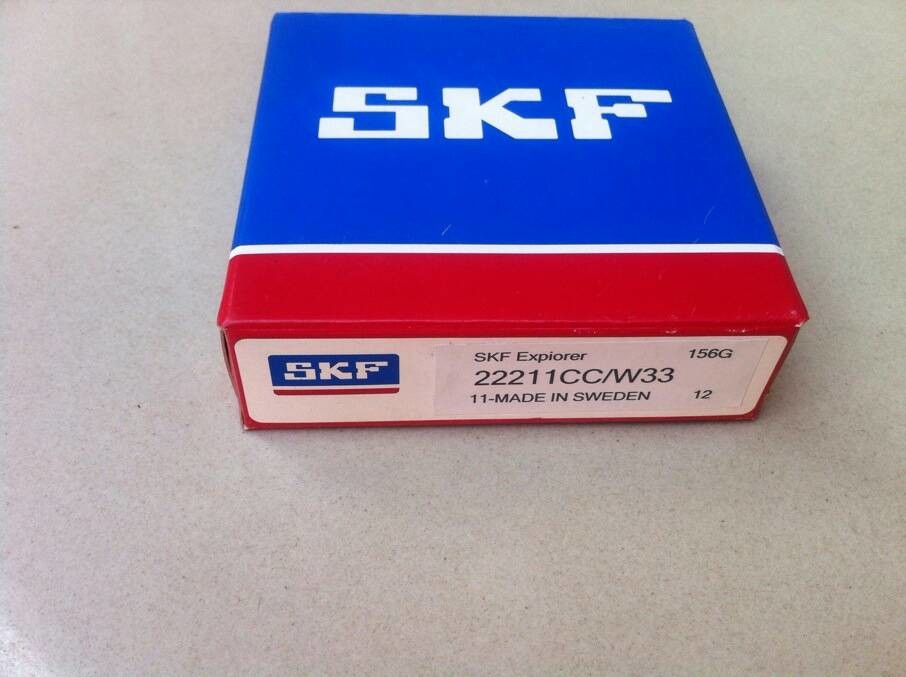 SKF
SKF
SKF Expiorer 156G
22211CC/W33
11-MADE IN SWEDEN 12